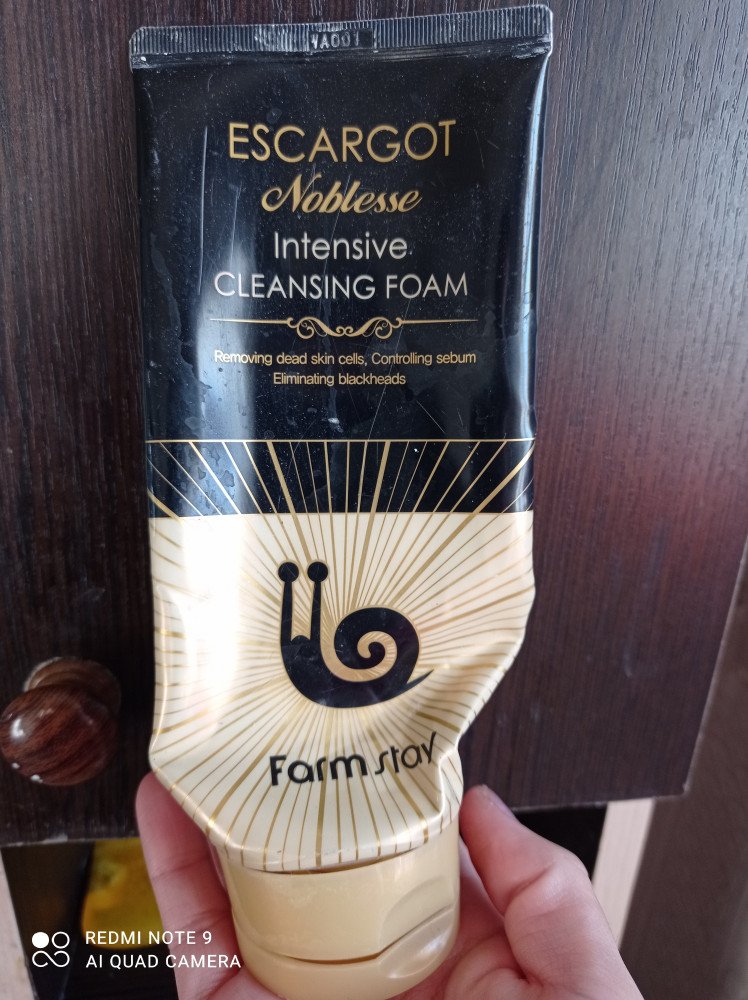 YA001
ESCARGOT
Noblesse
Intensive
CLEANSING FOAM
Removing dead skin cells, Controlling sebum
Eliminating blackheads
Farm stay
REDMI NOTE 9
AI QUAD CAMERA